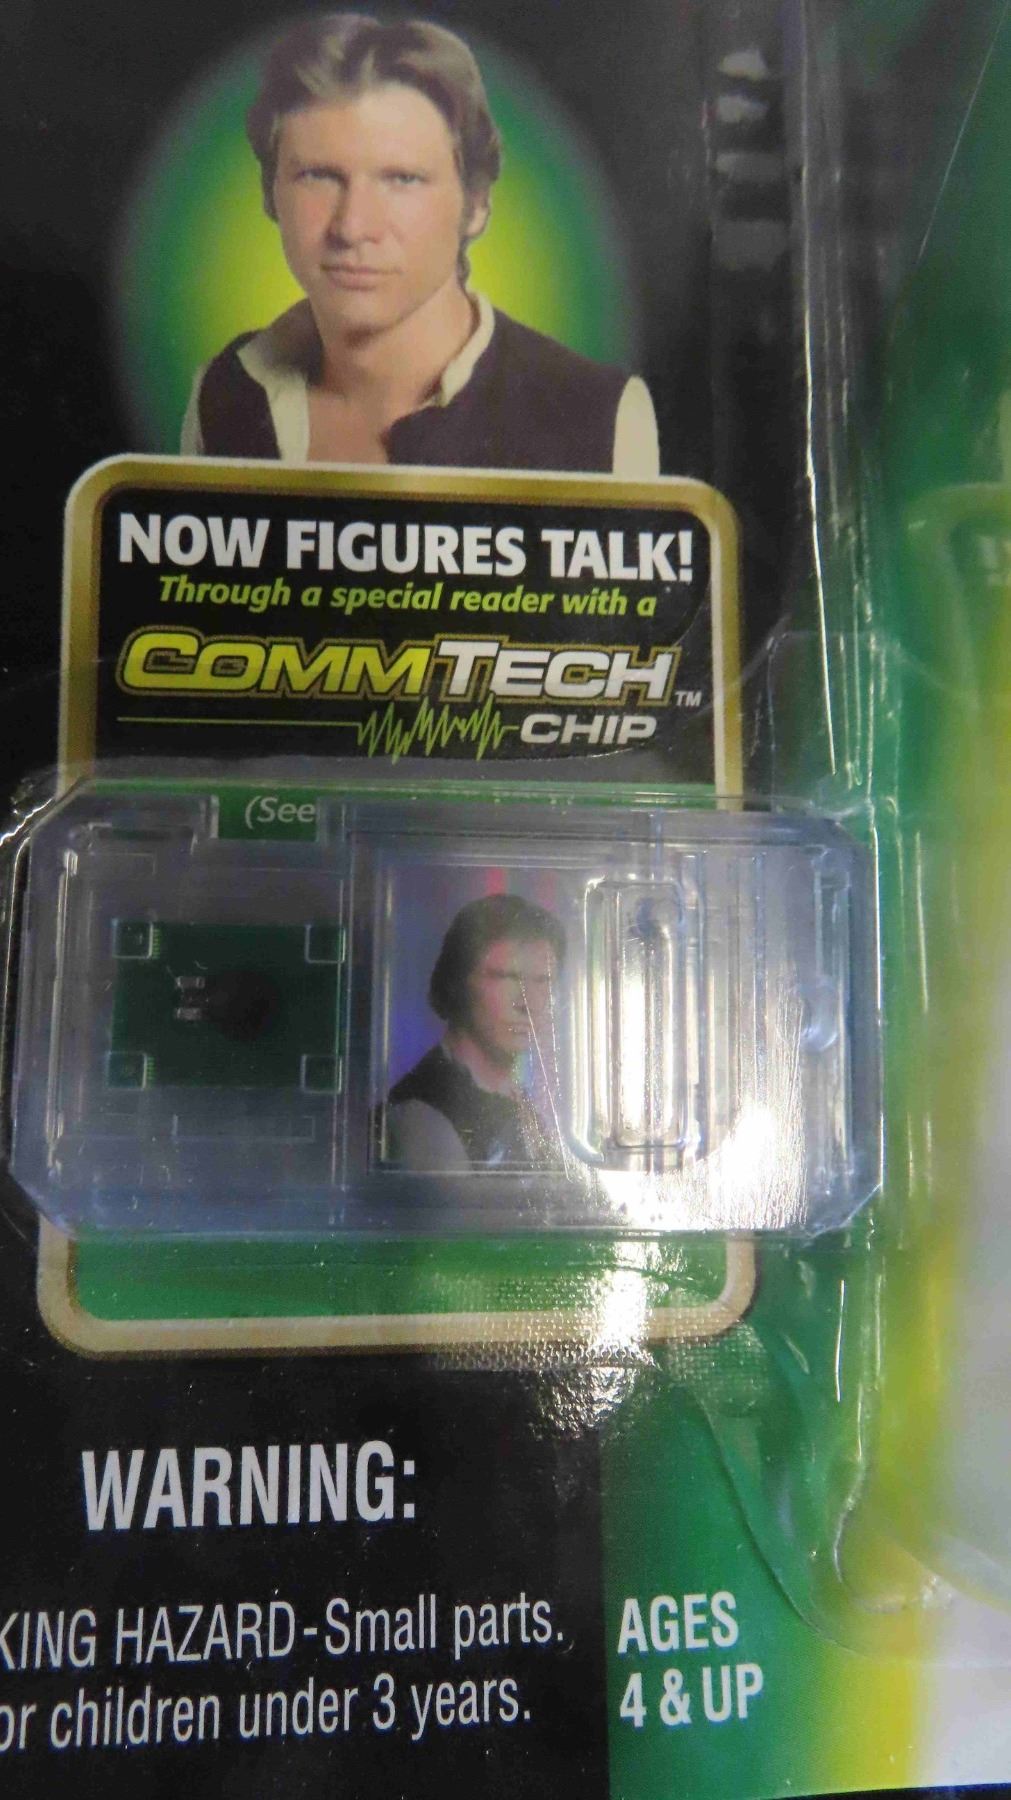 NOW FIGURES TALK!
Through a special reader with a
COMMTECH™
CHIP
(See
WARNING:
KING HAZARD-Small parts.
or children under 3 years.
AGES
4 & UP